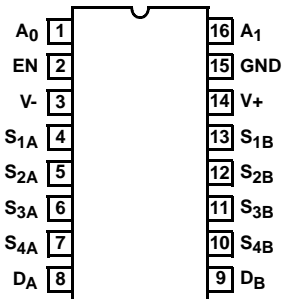 A0 1 16 A1
EN 2 15 GND
V- 3 14 V+
S1A 4 13 S1B
S2A 5 12 S2B
S3A 6 11 S3B
S4A 7 10 S4B
DA 8 9 DB